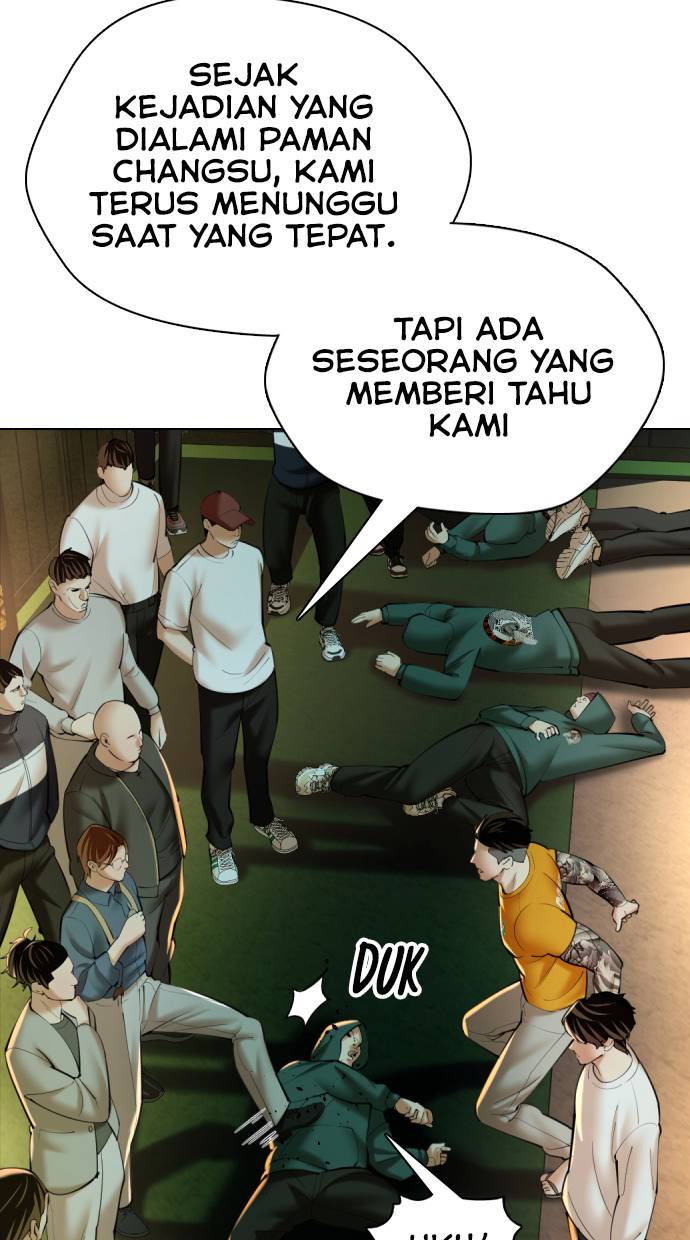 SEJAK
KEJADIAN YANG
DIALAMI PAMAN
CHANGSU, KAMI
TERUS MENUNGGU
SAAT YANG TEPAT.
TAPI ADA
SESEORANG YANG
MEMBERI TAHU
KAMI
DUK